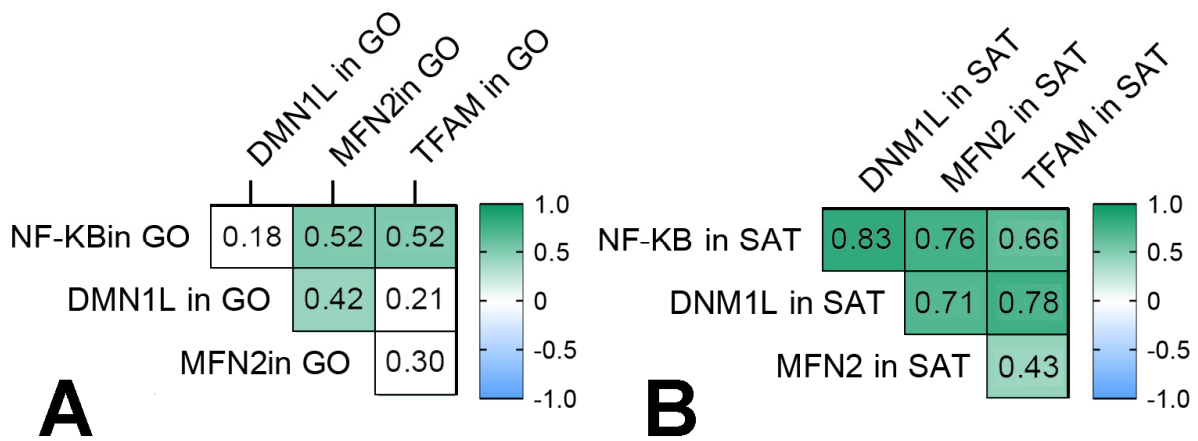 DMN1L in GO
MFN2in GO
TFAM in GO
NF-KBin GO 0.18 0.52 0.52
DMN1L in GO 0.42 0.21
MFN2in GO 0.30
1.0
0.5
0
-0.5
-1.0
A
DNM1L in SAT
MFN2 in SAT
TFAM in SAT
NF-KB in SAT 0.83 0.76 0.66
DNM1L in SAT 0.71 0.78
MFN2 in SAT 0.43
1.0
0.5
0
-0.5
-1.0
B